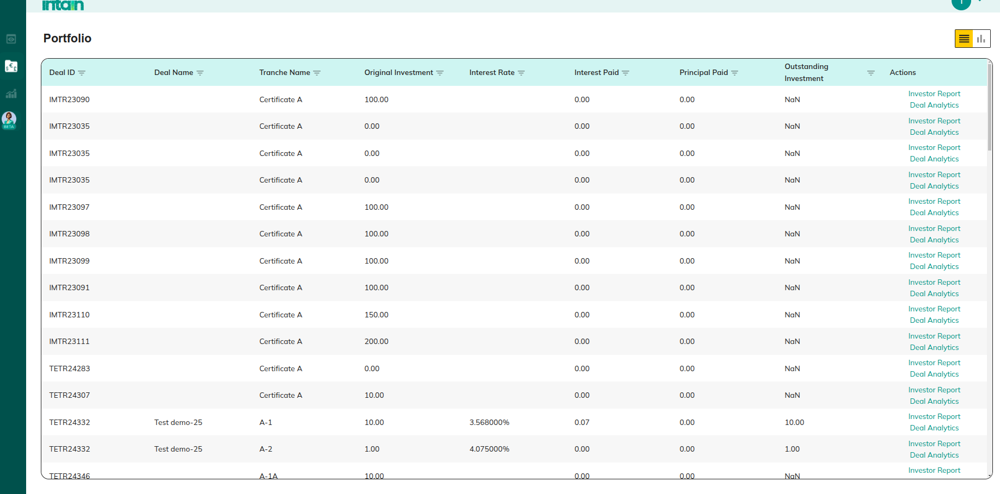 intain
Portfolio
Deal ID Deal Name Tranche Name Original Investment Interest Rate Interest Paid Principal Paid Outstanding Investment Actions
IMTR23090 Certificate A 100.00 0.00 0.00 NaN Investor Report Deal Analytics
IMTR23035 Certificate A 0.00 0.00 0.00 NaN Investor Report Deal Analytics
IMTR23035 Certificate A 0.00 0.00 0.00 NaN Investor Report Deal Analytics
IMTR23035 Certificate A 0.00 0.00 0.00 NaN Investor Report Deal Analytics
IMTR23097 Certificate A 100.00 0.00 0.00 NaN Investor Report Deal Analytics
IMTR23098 Certificate A 100.00 0.00 0.00 NaN Investor Report Deal Analytics
IMTR23099 Certificate A 100.00 0.00 0.00 NaN Investor Report Deal Analytics
IMTR23091 Certificate A 100.00 0.00 0.00 NaN Investor Report Deal Analytics
IMTR23110 Certificate A 150.00 0.00 0.00 NaN Investor Report Deal Analytics
IMTR23111 Certificate A 200.00 0.00 0.00 NaN Investor Report Deal Analytics
TETR24283 Certificate A 0.00 0.00 0.00 NaN Investor Report Deal Analytics
TETR24307 Certificate A 10.00 0.00 0.00 NaN Investor Report Deal Analytics
TETR24332 Test demo-25 A-1 10.00 3.568000% 0.07 0.00 10.00 Investor Report Deal Analytics
TETR24332 Test demo-25 A-2 1.00 4.075000% 0.00 0.00 1.00 Investor Report Deal Analytics
TETR24346 A-1A 10.00 0.00 0.00 NaN Investor Report
BETA